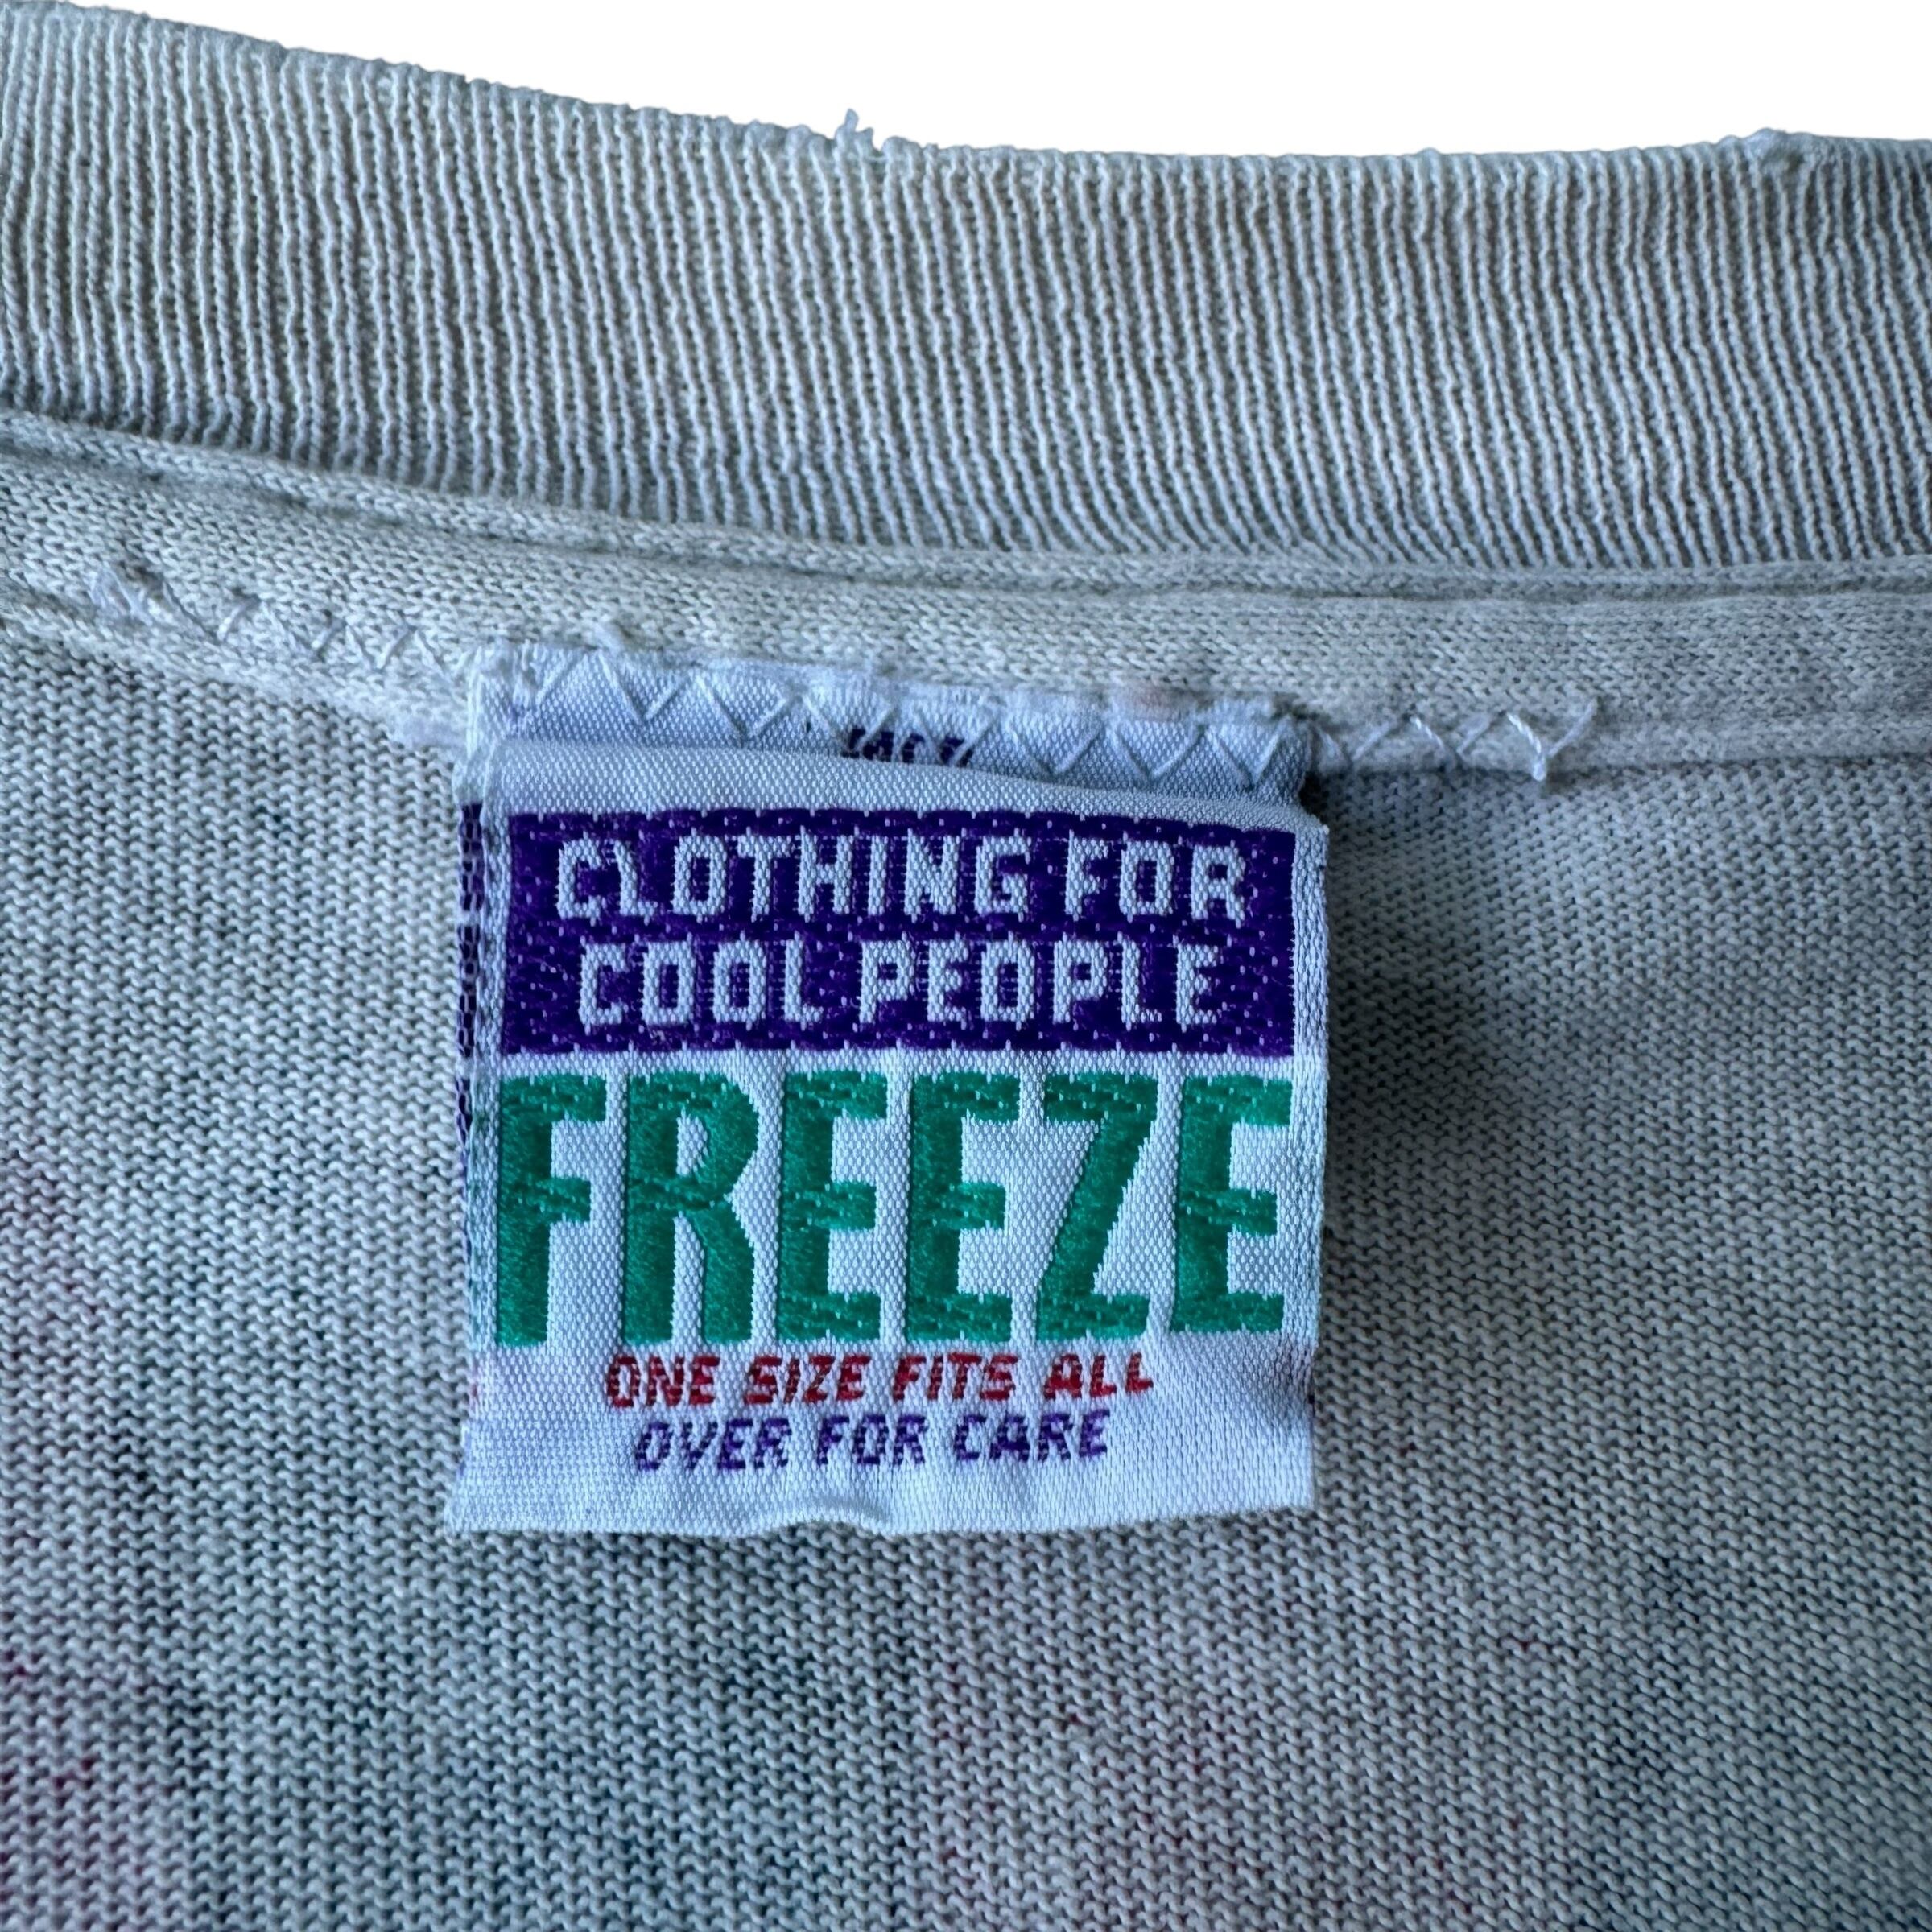 CLOTHING FOR
COOL PEOPLE
FREEZE
ONE SIZE FITS ALL
OVER FOR CARE